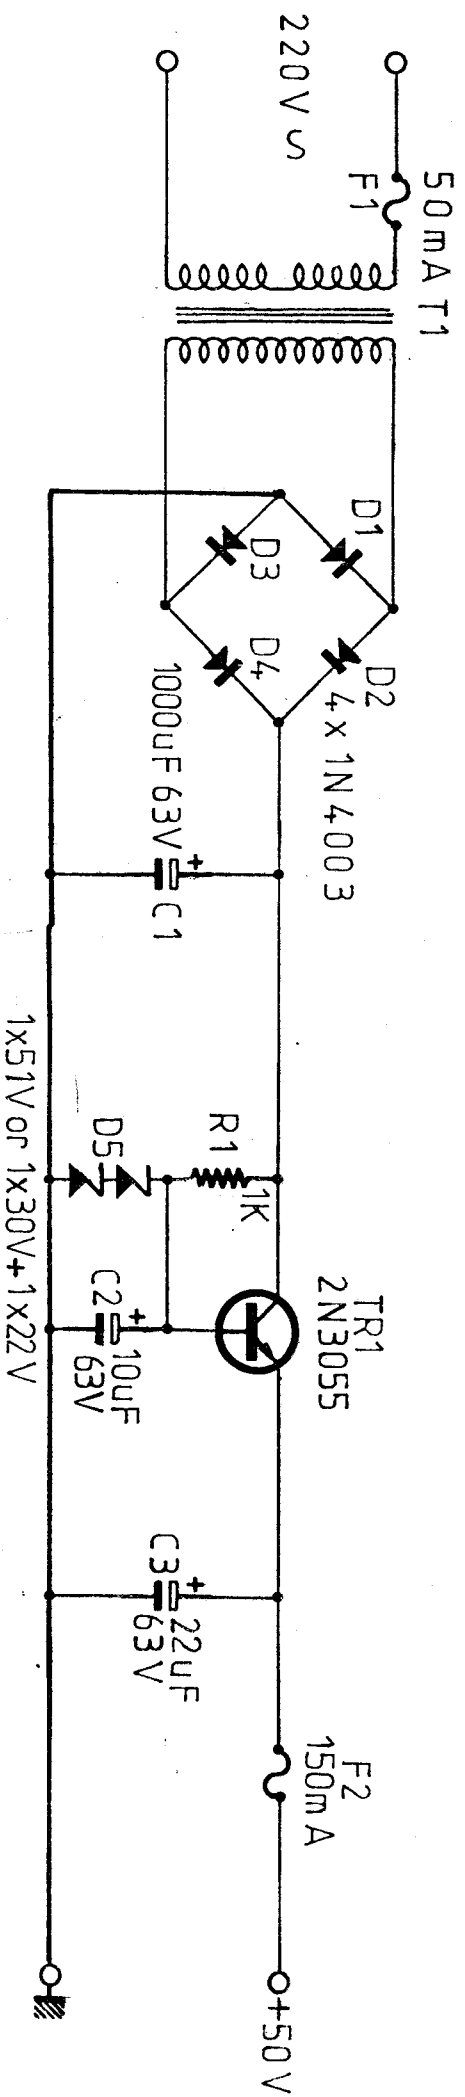 220V ∿
50mA T1
F1
D1
D2
D3
D4
4x 1N4003
1000uF 63V
+
C1
R1
1K
D5
1x51V or 1x30V+1x22V
C2
+
10uF
63V
TR1
2N3055
C3
+
22uF
63V
F2
150mA
+50V